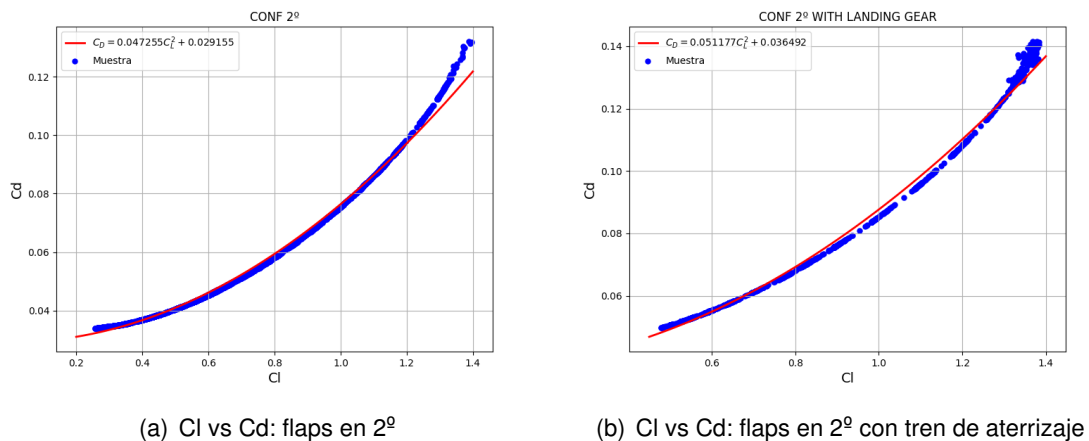 CONF 2º
C_D = 0.047255C_L^2 + 0.029155
Muestra
Cd
0.12
0.10
0.08
0.06
0.04
0.2 0.4 0.6 0.8 1.0 1.2 1.4
Cl
(a) Cl vs Cd: flaps en 2º
CONF 2º WITH LANDING GEAR
C_D = 0.051177C_L^2 + 0.036492
Muestra
Cd
0.14
0.12
0.10
0.08
0.06
0.6 0.8 1.0 1.2 1.4
Cl
(b) Cl vs Cd: flaps en 2º con tren de aterrizaje